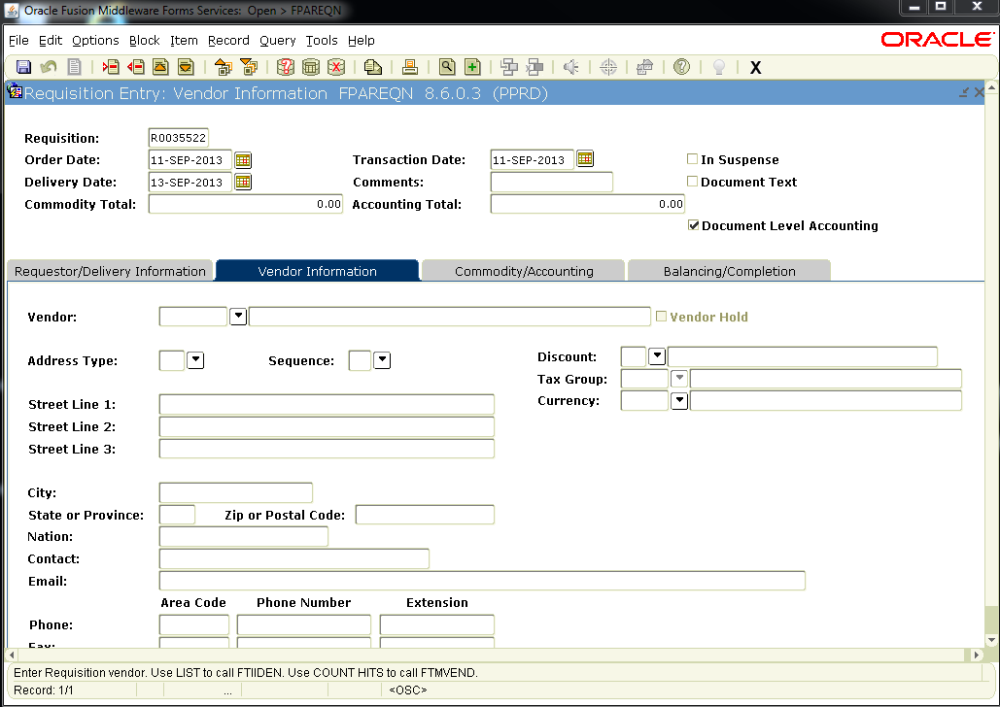 Oracle Fusion Middleware Forms Services: Open > FPAREQN
File Edit Options Block Item Record Query Tools Help
ORACLE
X
Requisition Entry: Vendor Information FPAREQN 8.6.0.3 (PPRD)
Requisition: R0035522
Order Date: 11-SEP-2013 Transaction Date: 11-SEP-2013 In Suspense
Delivery Date: 13-SEP-2013 Comments: Document Text
Commodity Total: 0.00 Accounting Total: 0.00
Document Level Accounting
Requestor/Delivery Information Vendor Information Commodity/Accounting Balancing/Completion
Vendor: Vendor Hold
Address Type: Sequence: Discount:
Tax Group:
Currency:
Street Line 1:
Street Line 2:
Street Line 3:
City:
State or Province: Zip or Postal Code:
Nation:
Contact:
Email:
Area Code Phone Number Extension
Phone:
Fax:
Enter Requisition vendor. Use LIST to call FTIIDEN. Use COUNT HITS to call FTMVEND.
Record: 1/1 ... <OSC>